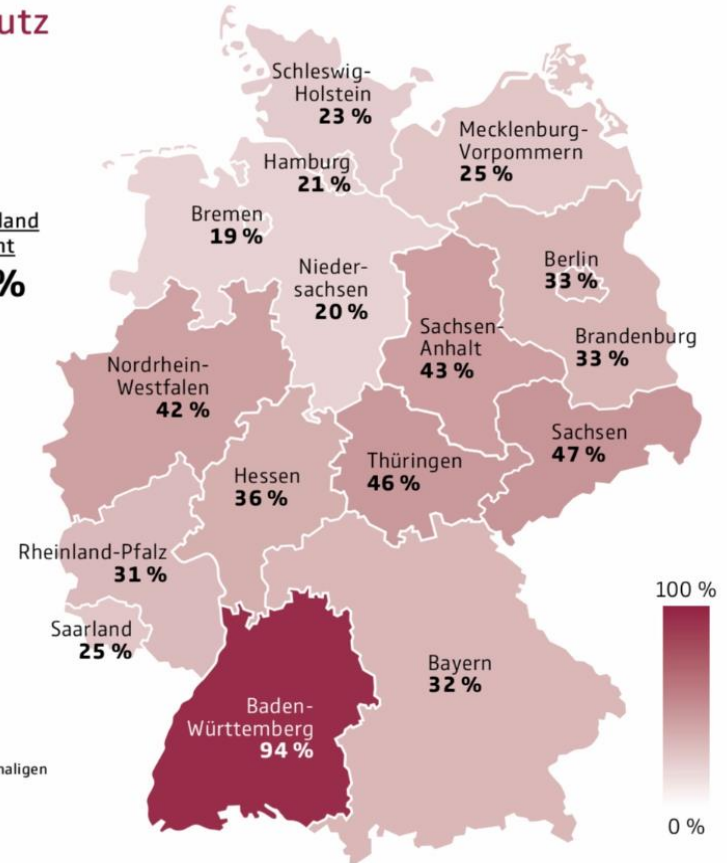 utz
land
nt
%
Schleswig-
Holstein
23 %
Mecklenburg-
Vorpommern
25 %
Hamburg
21 %
Bremen
19 %
Nieder-
sachsen
20 %
Berlin
33 %
Brandenburg
33 %
Sachsen-
Anhalt
43 %
Nordrhein-
Westfalen
42 %
Sachsen
47 %
Thüringen
46 %
Hessen
36 %
Rheinland-Pfalz
31 %
Saarland
25 %
Bayern
32 %
Baden-
Württemberg
94 %
100 %
0 %
maligen